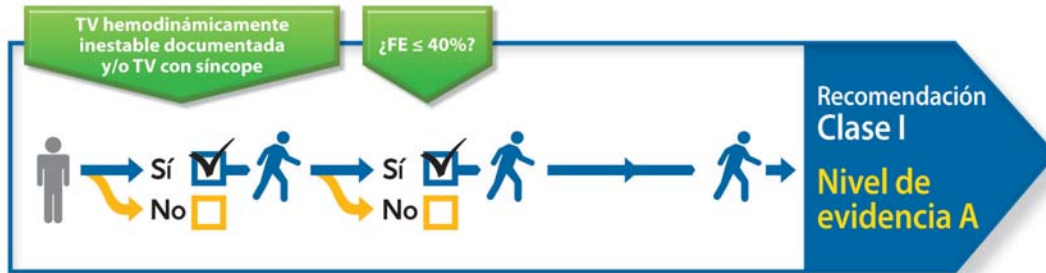 TV hemodinámicamente
inestable documentada
y/o TV con síncope
¿FE ≤ 40%?
Sí
No
Sí
No
Recomendación
Clase I
Nivel de
evidencia A